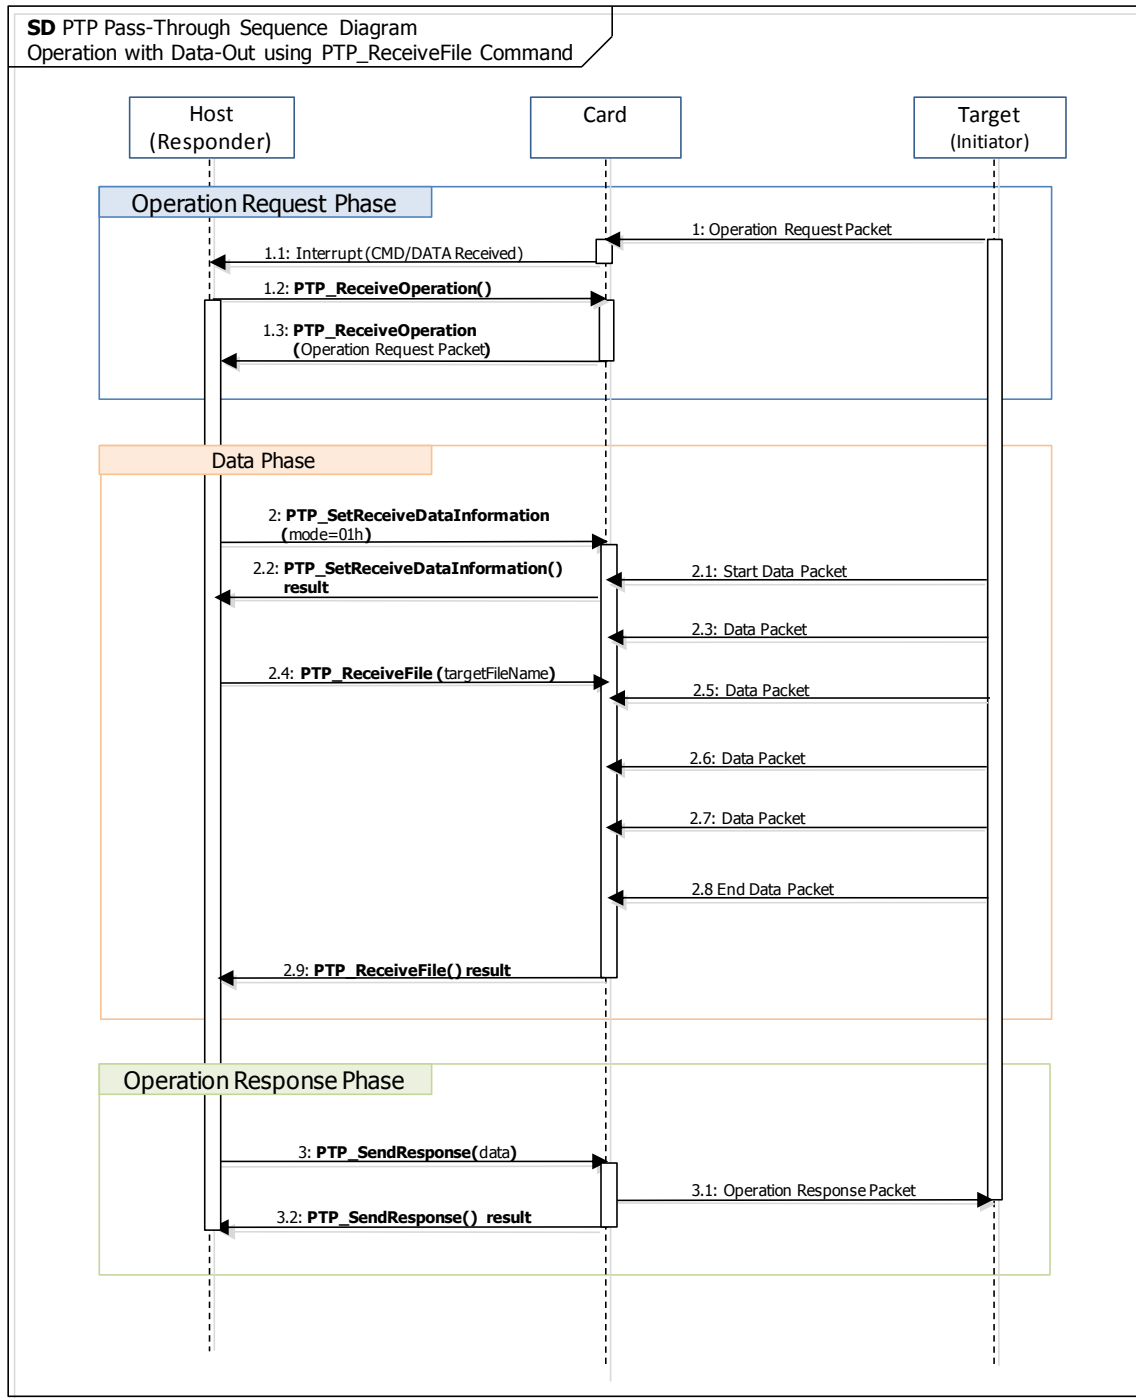 SD PTP Pass-Through Sequence Diagram
Operation with Data-Out using PTP_ReceiveFile Command
Host
(Responder)
Card
Target
(Initiator)
Operation Request Phase
1: Operation Request Packet
1.1: Interrupt (CMD/DATA Received)
1.2: PTP_ReceiveOperation()
1.3: PTP_ReceiveOperation
(Operation Request Packet)
Data Phase
2: PTP_SetReceiveDataInformation
(mode=01h)
2.1: Start Data Packet
2.2: PTP_SetReceiveDataInformation()
result
2.3: Data Packet
2.4: PTP_ReceiveFile (targetFileName)
2.5: Data Packet
2.6: Data Packet
2.7: Data Packet
2.8 End Data Packet
2.9: PTP_ReceiveFile() result
Operation Response Phase
3: PTP_SendResponse(data)
3.1: Operation Response Packet
3.2: PTP_SendResponse() result